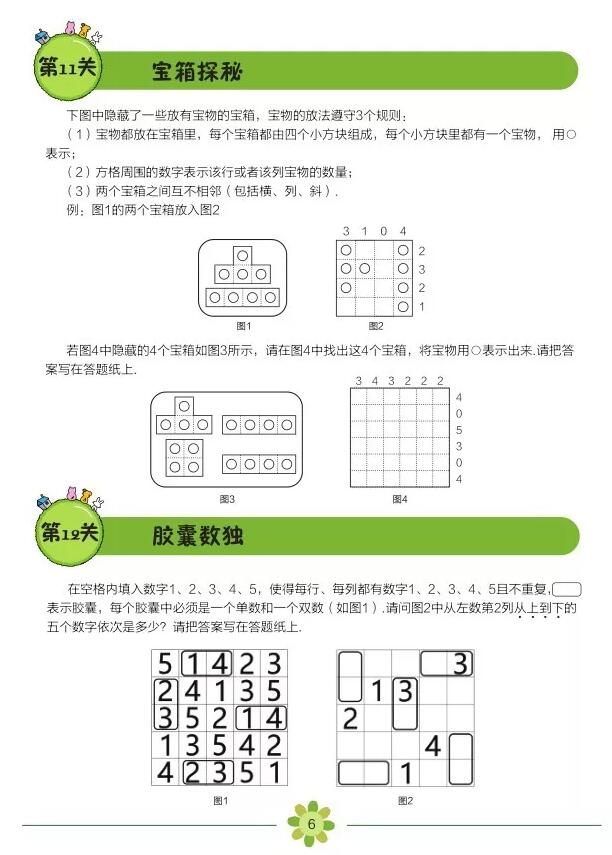 第11关 宝箱探秘
下图中隐藏了一些放有宝物的宝箱，宝物的放法遵守3个规则：
（1）宝物都放在宝箱里，每个宝箱都由四个小方块组成，每个小方块里都有一个宝物， 用○
表示；
（2）方格周围的数字表示该行或者该列宝物的数量；
（3）两个宝箱之间互不相邻（包括横、列、斜）.
例：图1的两个宝箱放入图2
3 1 0 4
2
3
2
1
图1 图2
若图4中隐藏的4个宝箱如图3所示，请在图4中找出这4个宝箱，将宝物用○表示出来.请把答
案写在答题纸上.
3 4 3 2 2 2
4
0
5
3
0
4
图3 图4
第12关 胶囊数独
在空格内填入数字1、2、3、4、5，使得每行、每列都有数字1、2、3、4、5且不重复，
表示胶囊，每个胶囊中必须是一个单数和一个双数（如图1）.请问图2中从左数第2列从上到下的
五个数字依次是多少？请把答案写在答题纸上.
5 1 4 2 3
2 4 1 3 5
3 5 2 1 4
1 3 5 4 2
4 2 3 5 1
图1
3
1 3
2
4
1
图2
6